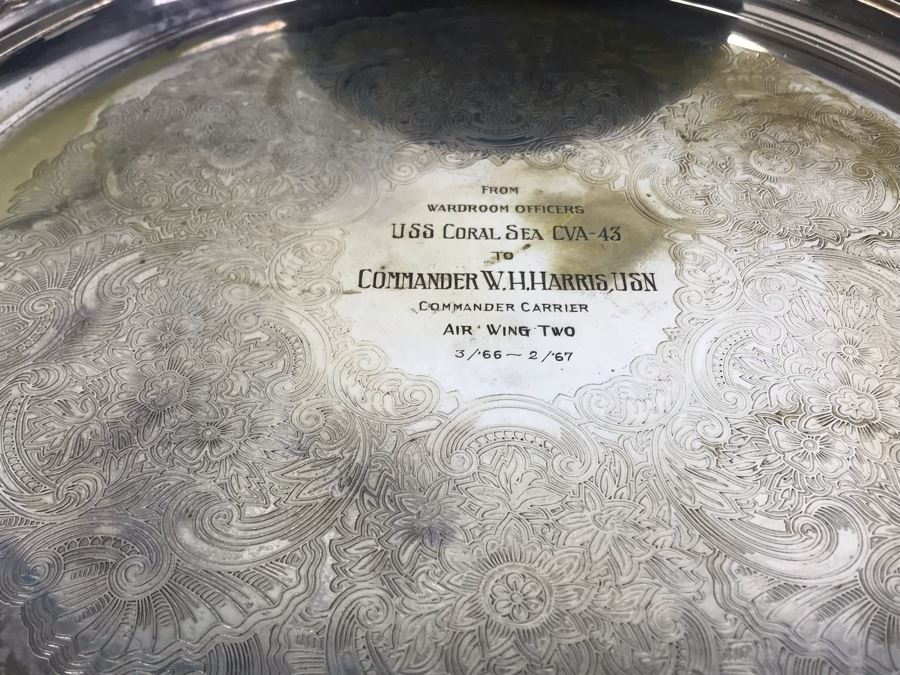 FROM
WARDROOM OFFICERS
USS CORAL SEA CVA-43
TO
COMMANDER W.H.HARRIS, USN
COMMANDER CARRIER
AIR WING TWO
3/'66 ~ 2/'67